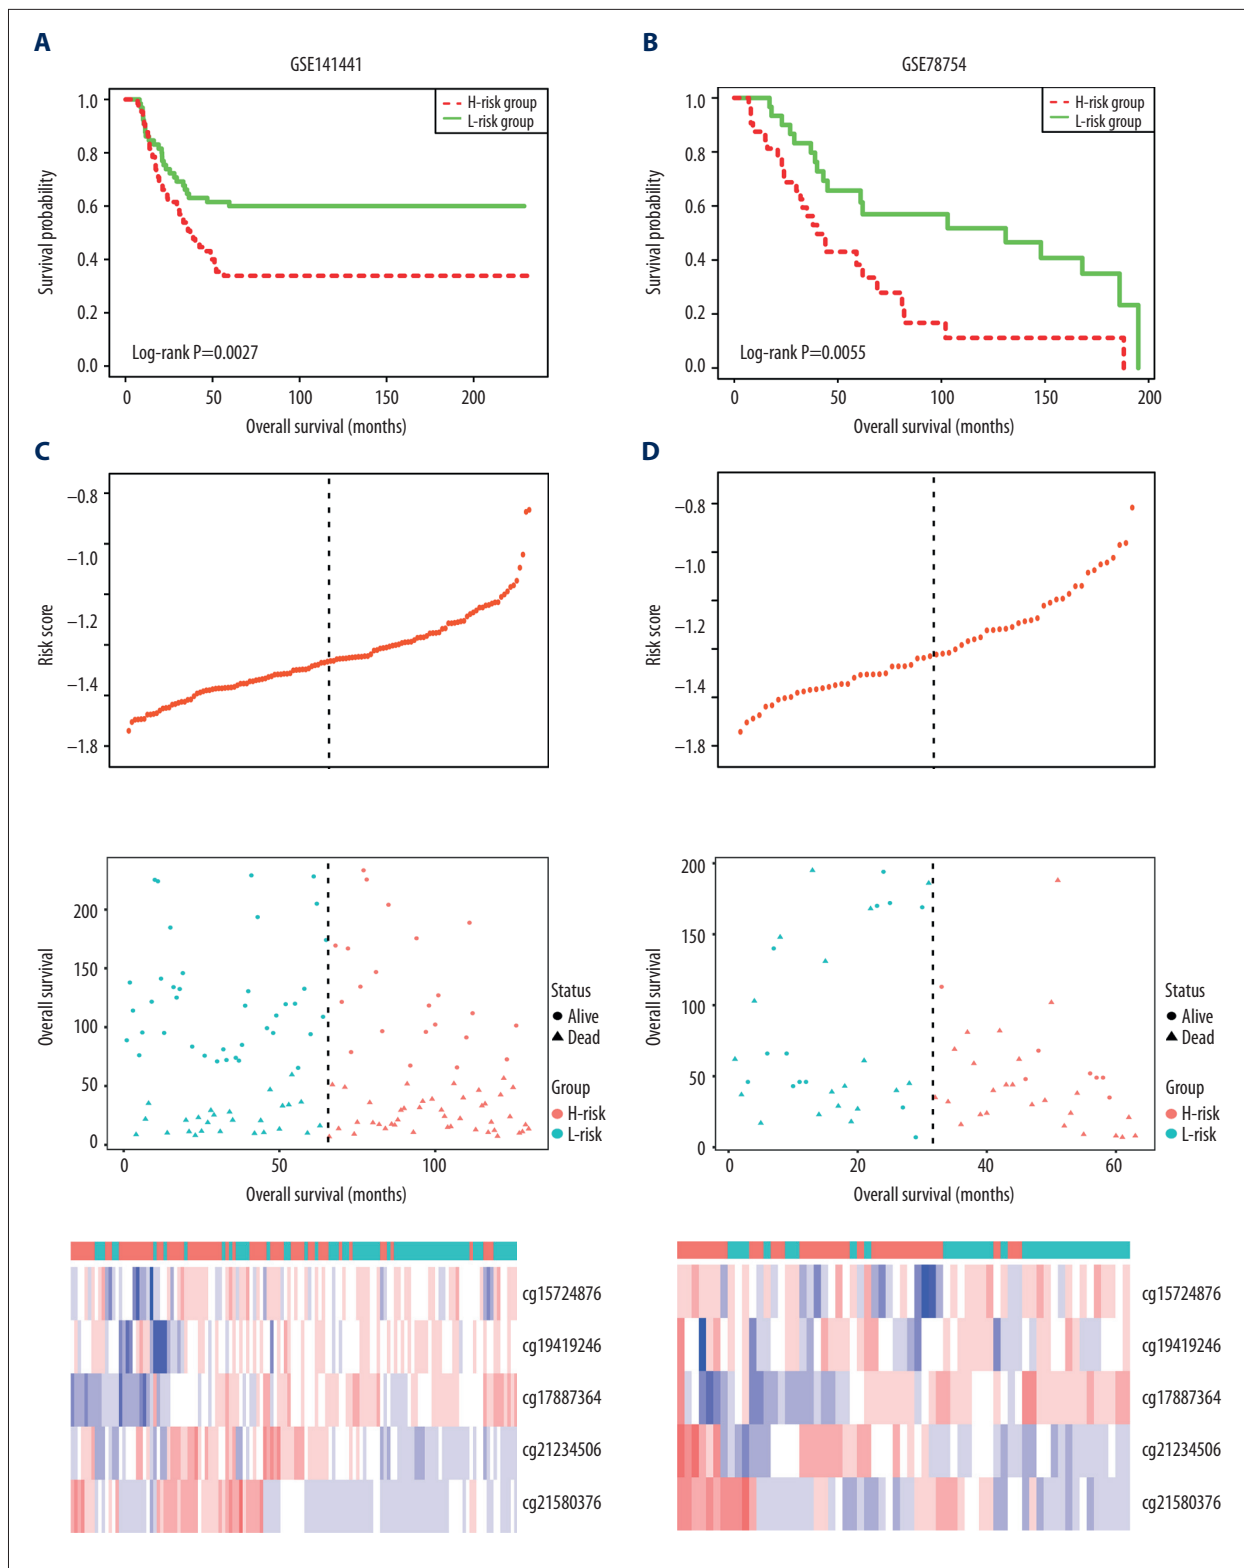 A
GSE141441
1.0
0.8
0.6
0.4
0.2
0.0
Survival probability
H-risk group
L-risk group
Log-rank P=0.0027
0 50 100 150 200
Overall survival (months)
B
GSE78754
1.0
0.8
0.6
0.4
0.2
0.0
Survival probability
H-risk group
L-risk group
Log-rank P=0.0055
0 50 100 150 200
Overall survival (months)
C
−0.8
−1.0
−1.2
−1.4
−1.8
Risk score
D
−0.8
−1.0
−1.2
−1.4
−1.8
Risk score
200
150
100
50
0
Overall survival
0 50 100
Overall survival (months)
Status
Alive
Dead
Group
H-risk
L-risk
200
150
100
50
0
Overall survival
0 20 40 60
Overall survival (months)
Status
Alive
Dead
Group
H-risk
L-risk
cg15724876
cg19419246
cg17887364
cg21234506
cg21580376
cg15724876
cg19419246
cg17887364
cg21234506
cg21580376